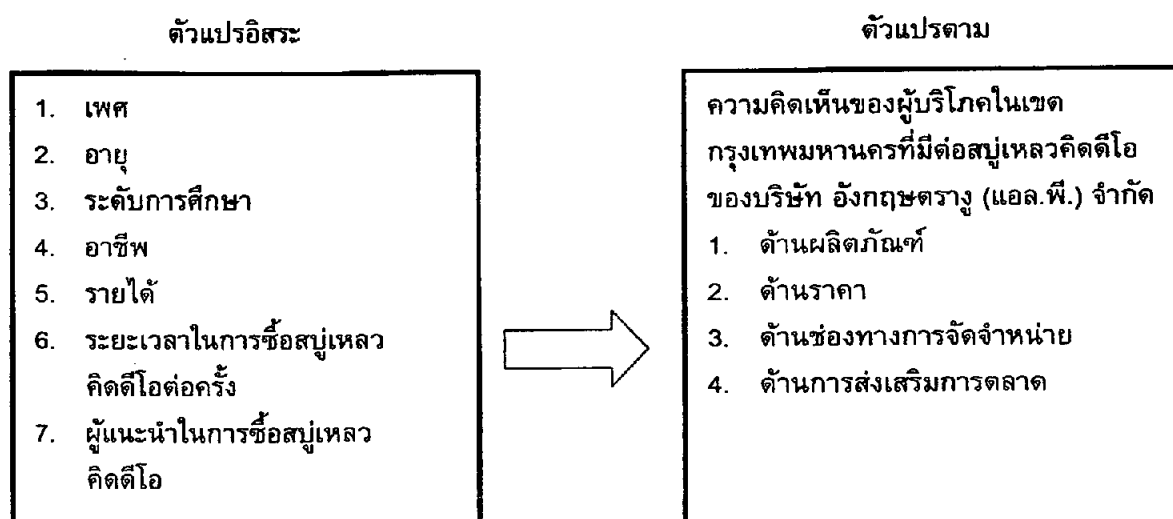 ตัวแปรอิสระ
1. เพศ
2. อายุ
3. ระดับการศึกษา
4. อาชีพ
5. รายได้
6. ระยะเวลาในการซื้อสบู่เหลว
คิดดีโอต่อครั้ง
7. ผู้แนะนำในการซื้อสบู่เหลว
คิดดีโอ
ตัวแปรตาม
ความคิดเห็นของผู้บริโภคในเขต
กรุงเทพมหานครที่มีต่อสบู่เหลวคิดดีโอ
ของบริษัท อังกฤษตรางู (แอล.พี.) จำกัด
1. ด้านผลิตภัณฑ์
2. ด้านราคา
3. ด้านช่องทางการจัดจำหน่าย
4. ด้านการส่งเสริมการตลาด